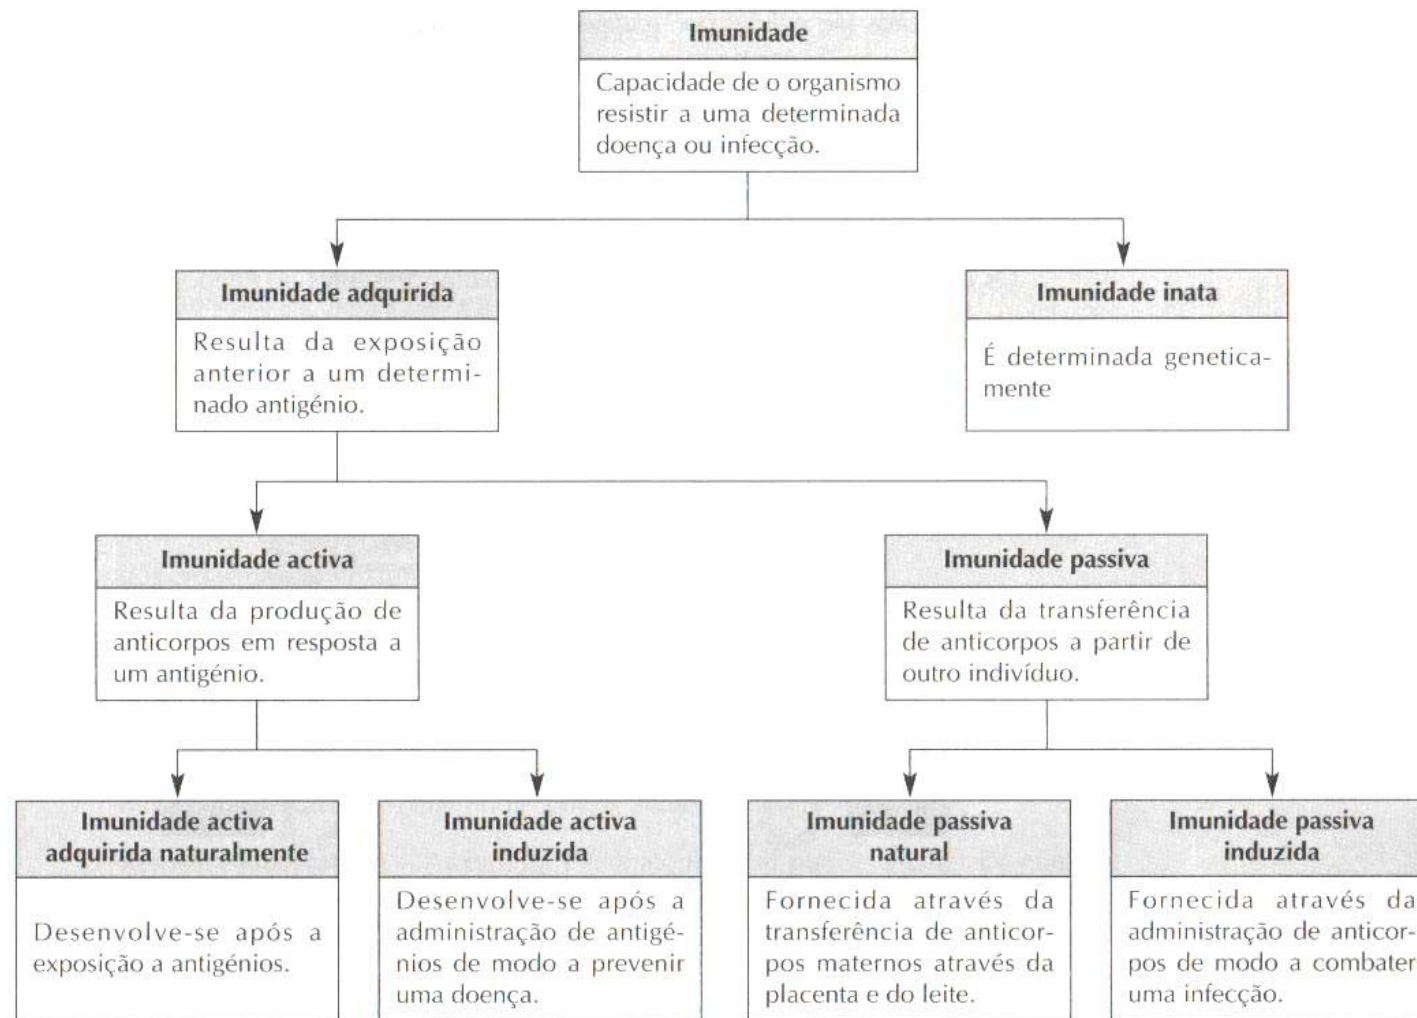 Imunidade
Capacidade de o organismo
resistir a uma determinada
doença ou infecção.
Imunidade adquirida
Resulta da exposição
anterior a um determi-
nado antigénio.
Imunidade inata
É determinada genetica-
mente
Imunidade activa
Resulta da produção de
anticorpos em resposta a
um antigénio.
Imunidade passiva
Resulta da transferência
de anticorpos a partir de
outro indivíduo.
Imunidade activa
adquirida naturalmente
Desenvolve-se após a
exposição a antigénios.
Imunidade activa
induzida
Desenvolve-se após a
administração de antigé-
nios de modo a prevenir
uma doença.
Imunidade passiva
natural
Fornecida através da
transferência de anticor-
pos maternos através da
placenta e do leite.
Imunidade passiva
induzida
Fornecida através da
administração de anticor-
pos de modo a combater
uma infecção.